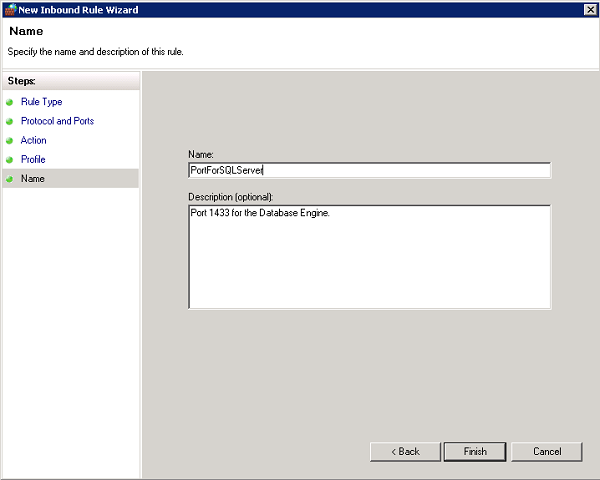 New Inbound Rule Wizard
Name
Specify the name and description of this rule.
Steps:
Rule Type
Protocol and Ports
Action
Profile
Name
Name:
PortForSQLServer
Description (optional):
Port 1433 for the Database Engine.
< Back
Finish
Cancel